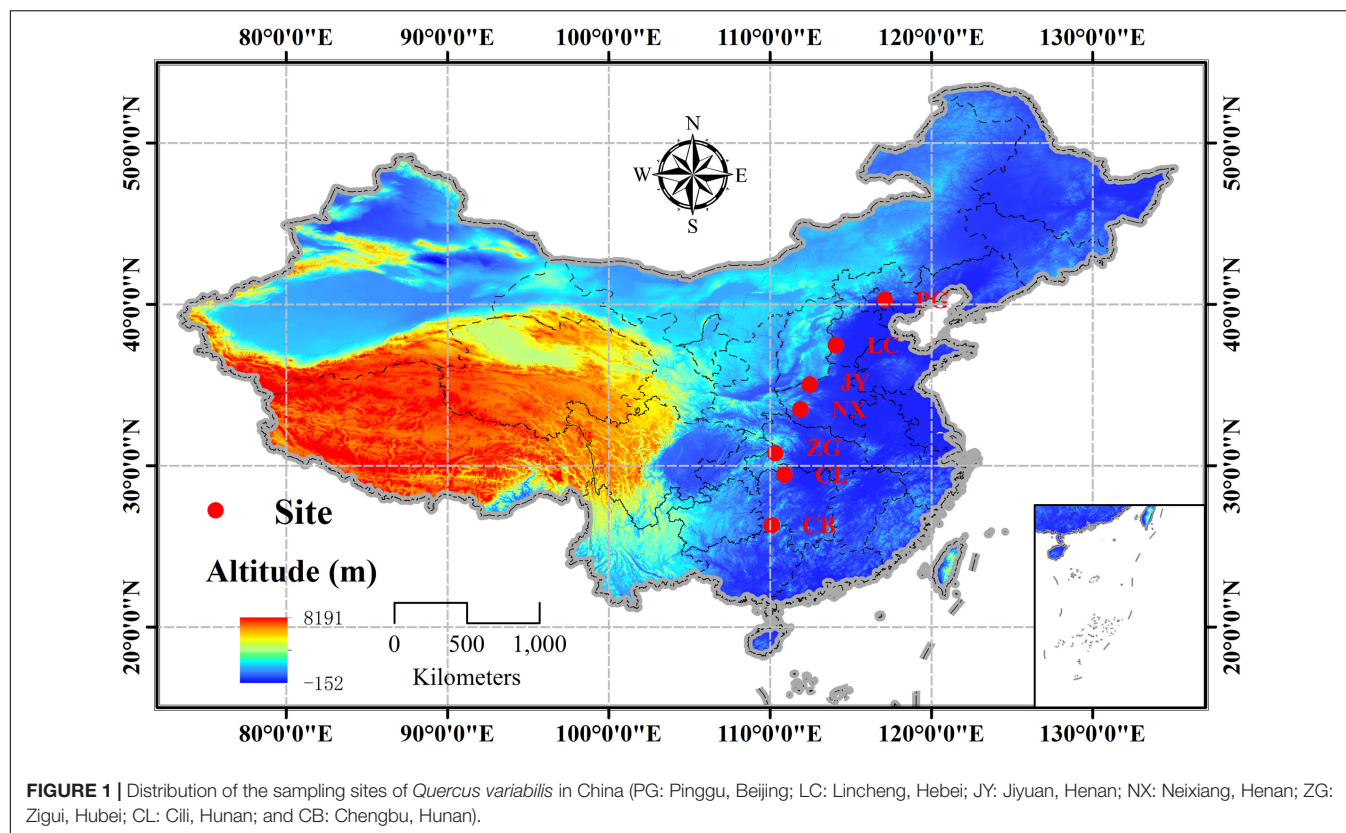 80°0'0"E 90°0'0"E 100°0'0"E 110°0'0"E 120°0'0"E 130°0'0"E
50°0'0"N
40°0'0"N
30°0'0"N
20°0'0"N
N
W E
S
50°0'0"N
40°0'0"N
30°0'0"N
20°0'0"N
PG
LC
JY
NX
ZG
CL
CB
Site
Altitude (m)
8191
-152
0 500 1,000
Kilometers
80°0'0"E 90°0'0"E 100°0'0"E 110°0'0"E 120°0'0"E 130°0'0"E
FIGURE 1 | Distribution of the sampling sites of Quercus variabilis in China (PG: Pinggu, Beijing; LC: Lincheng, Hebei; JY: Jiyuan, Henan; NX: Neixiang, Henan; ZG:
Zigui, Hubei; CL: Cili, Hunan; and CB: Chengbu, Hunan).